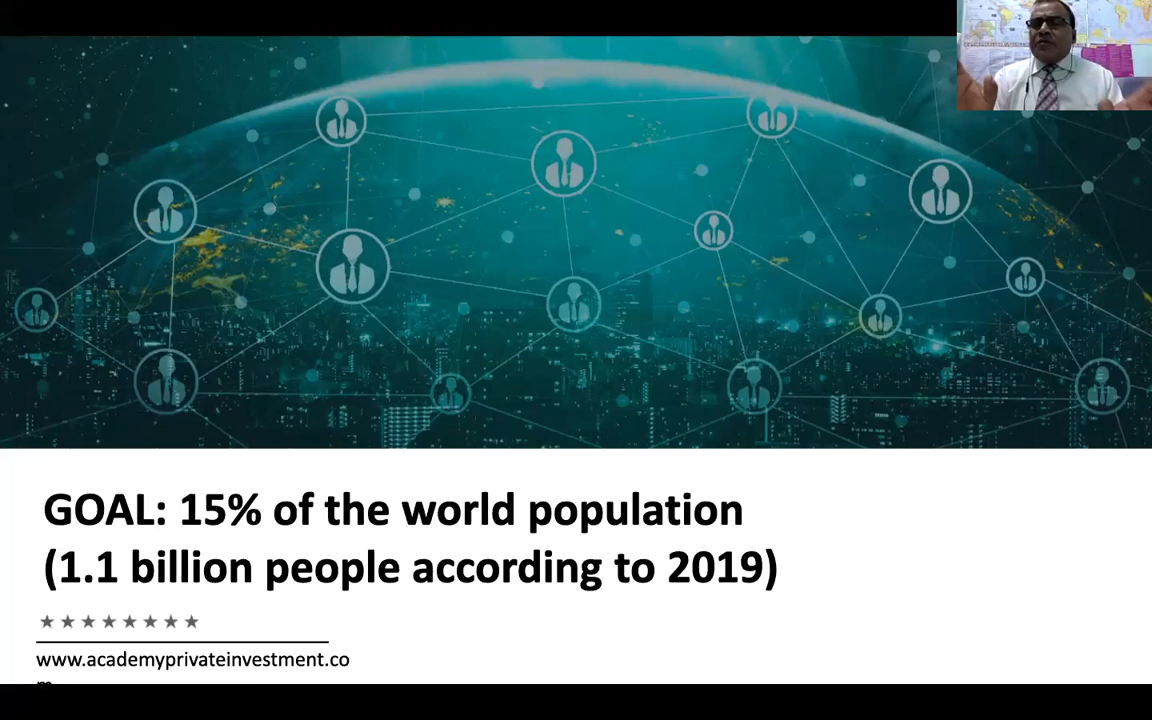 GOAL: 15% of the world population
(1.1 billion people according to 2019)
www.academyprivateinvestment.co
m